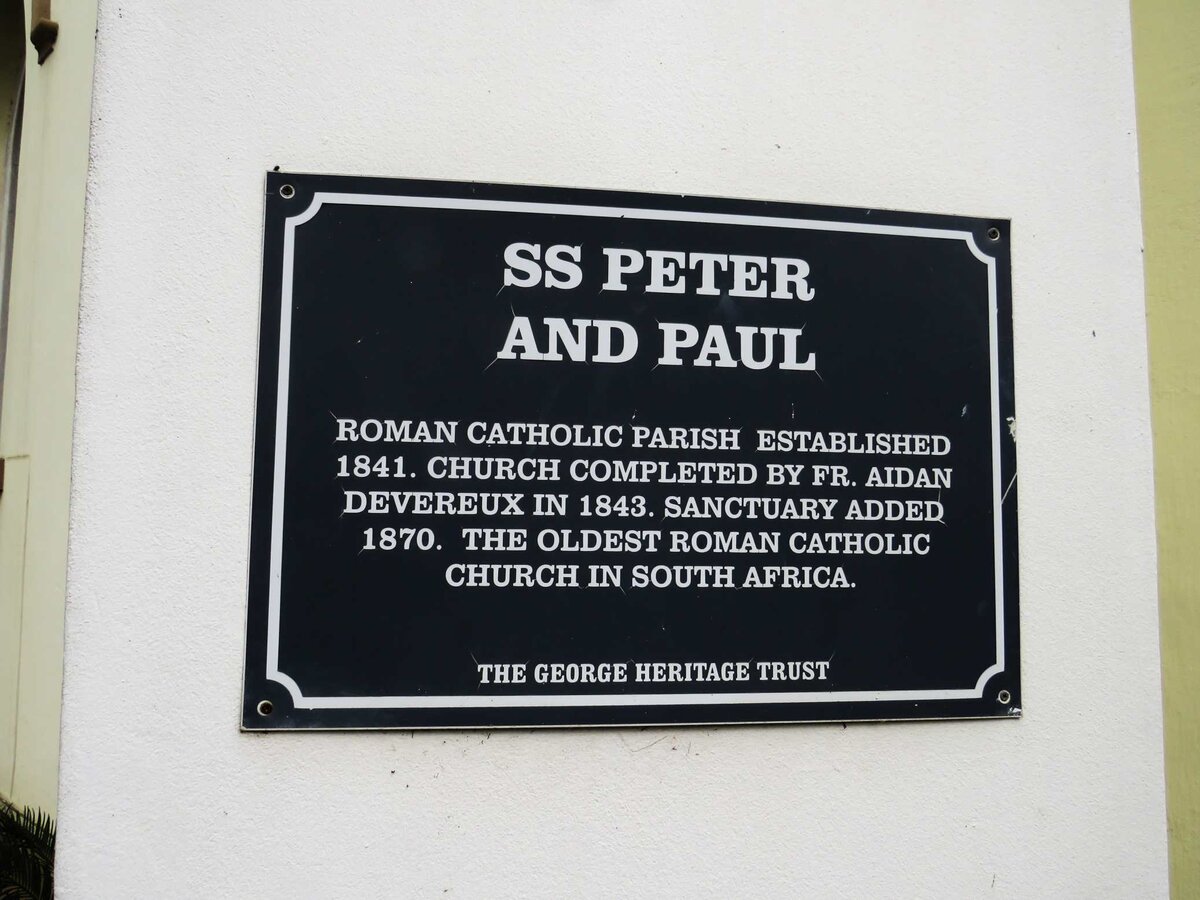 SS PETER
AND PAUL
ROMAN CATHOLIC PARISH ESTABLISHED
1841. CHURCH COMPLETED BY FR. AIDAN
DEVEREUX IN 1843. SANCTUARY ADDED
1870. THE OLDEST ROMAN CATHOLIC
CHURCH IN SOUTH AFRICA.
THE GEORGE HERITAGE TRUST